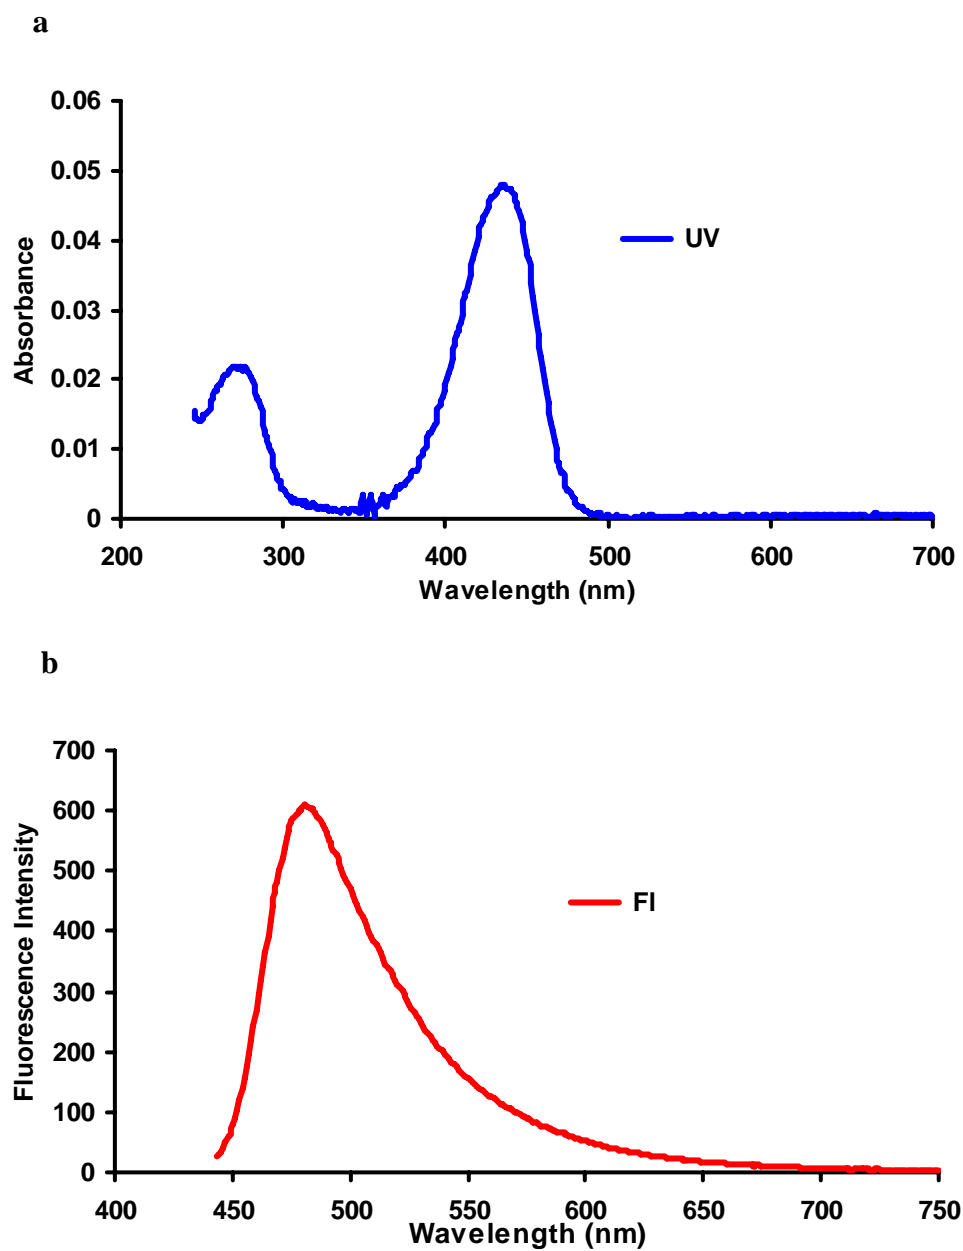 a
0.06
0.05
0.04
0.03
0.02
0.01
0
Absorbance
UV
200 300 400 500 600 700
Wavelength (nm)
b
700
600
500
400
300
200
100
0
Fluorescence Intensity
Fl
400 450 500 550 600 650 700 750
Wavelength (nm)